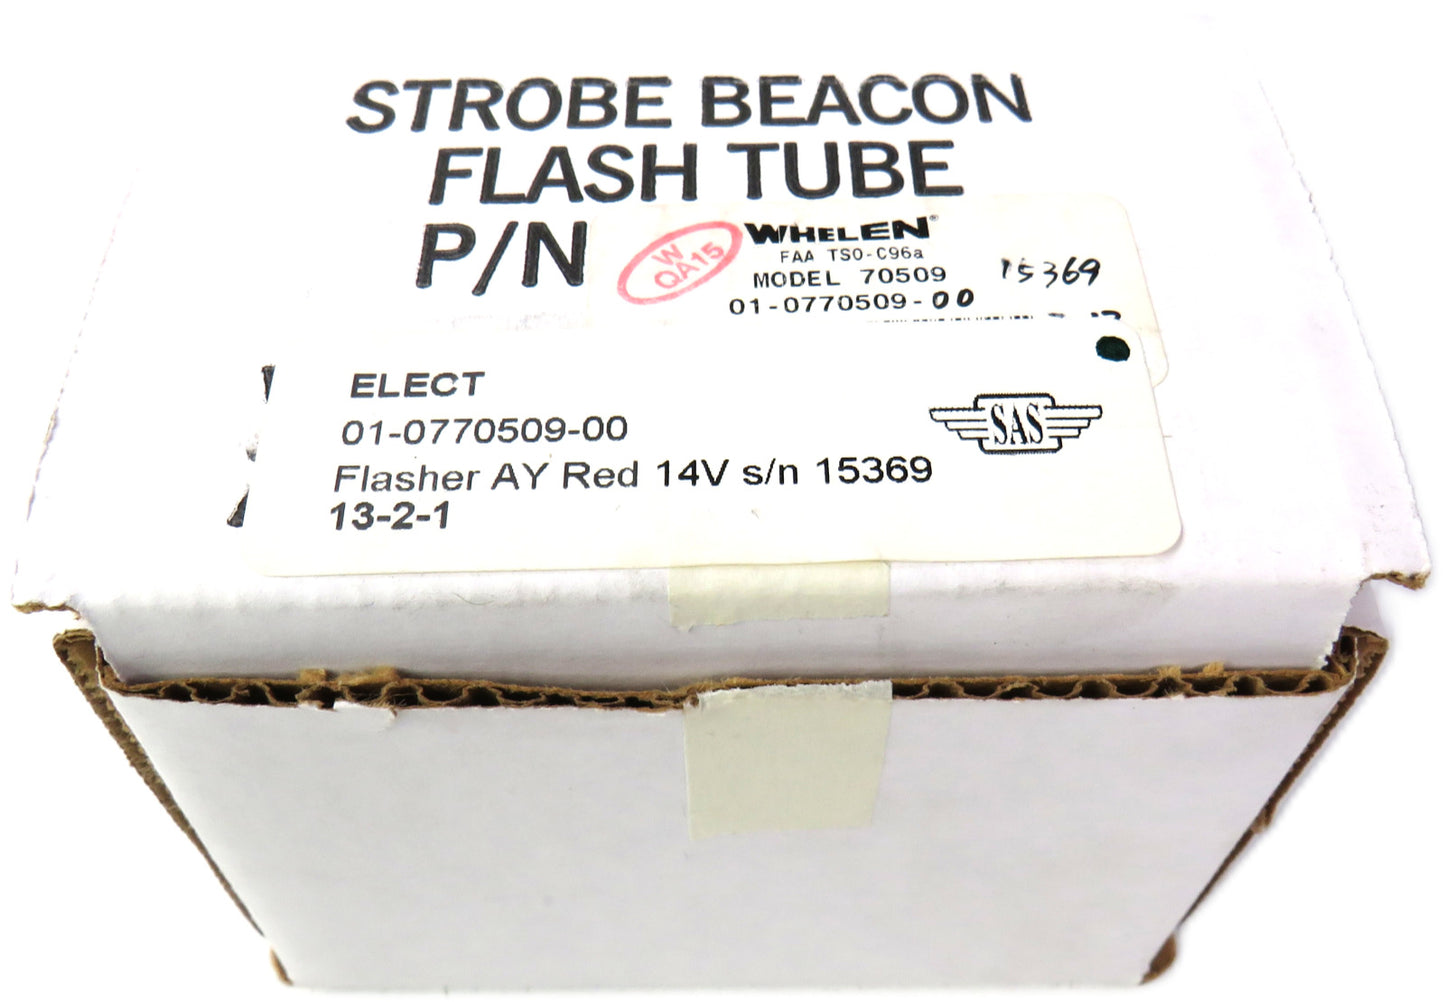 STROBE BEACON
FLASH TUBE
P/N
W
QA15
WHELEN®
FAA TSO-C96a
MODEL 70509
01-0770509-00
15369
ELECT
01-0770509-00
Flasher AY Red 14V s/n 15369
13-2-1
SAS